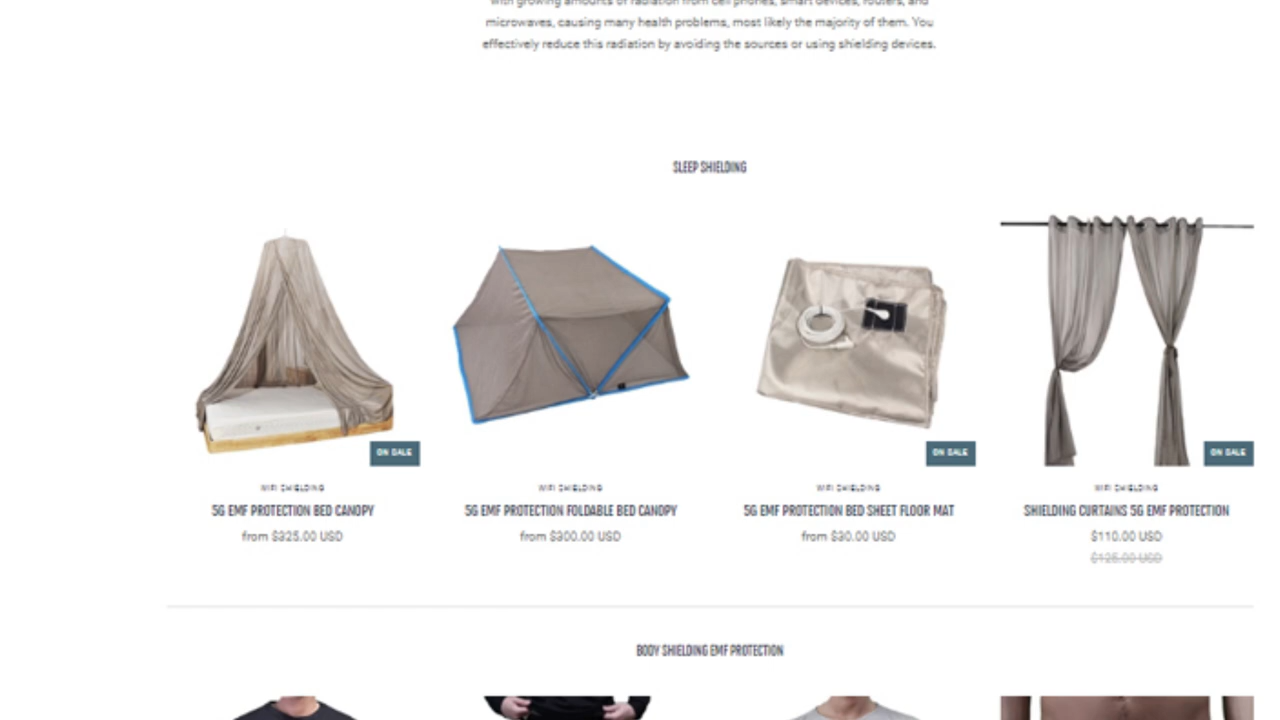 with growing amounts of radiation from cell phones, smart devices, routers, and
microwaves, causing many health problems, most likely the majority of them. You
effectively reduce this radiation by avoiding the sources or using shielding devices.
SLEEP SHIELDING
ON SALE
ON SALE
ON SALE
WIFI SHIELDING
WIFI SHIELDING
WIFI SHIELDING
WIFI SHIELDING
5G EMF PROTECTION BED CANOPY
5G EMF PROTECTION FOLDABLE BED CANOPY
5G EMF PROTECTION BED SHEET FLOOR MAT
SHIELDING CURTAINS 5G EMF PROTECTION
from $325.00 USD
from $300.00 USD
from $30.00 USD
$110.00 USD
$125.00 USD
BODY SHIELDING EMF PROTECTION